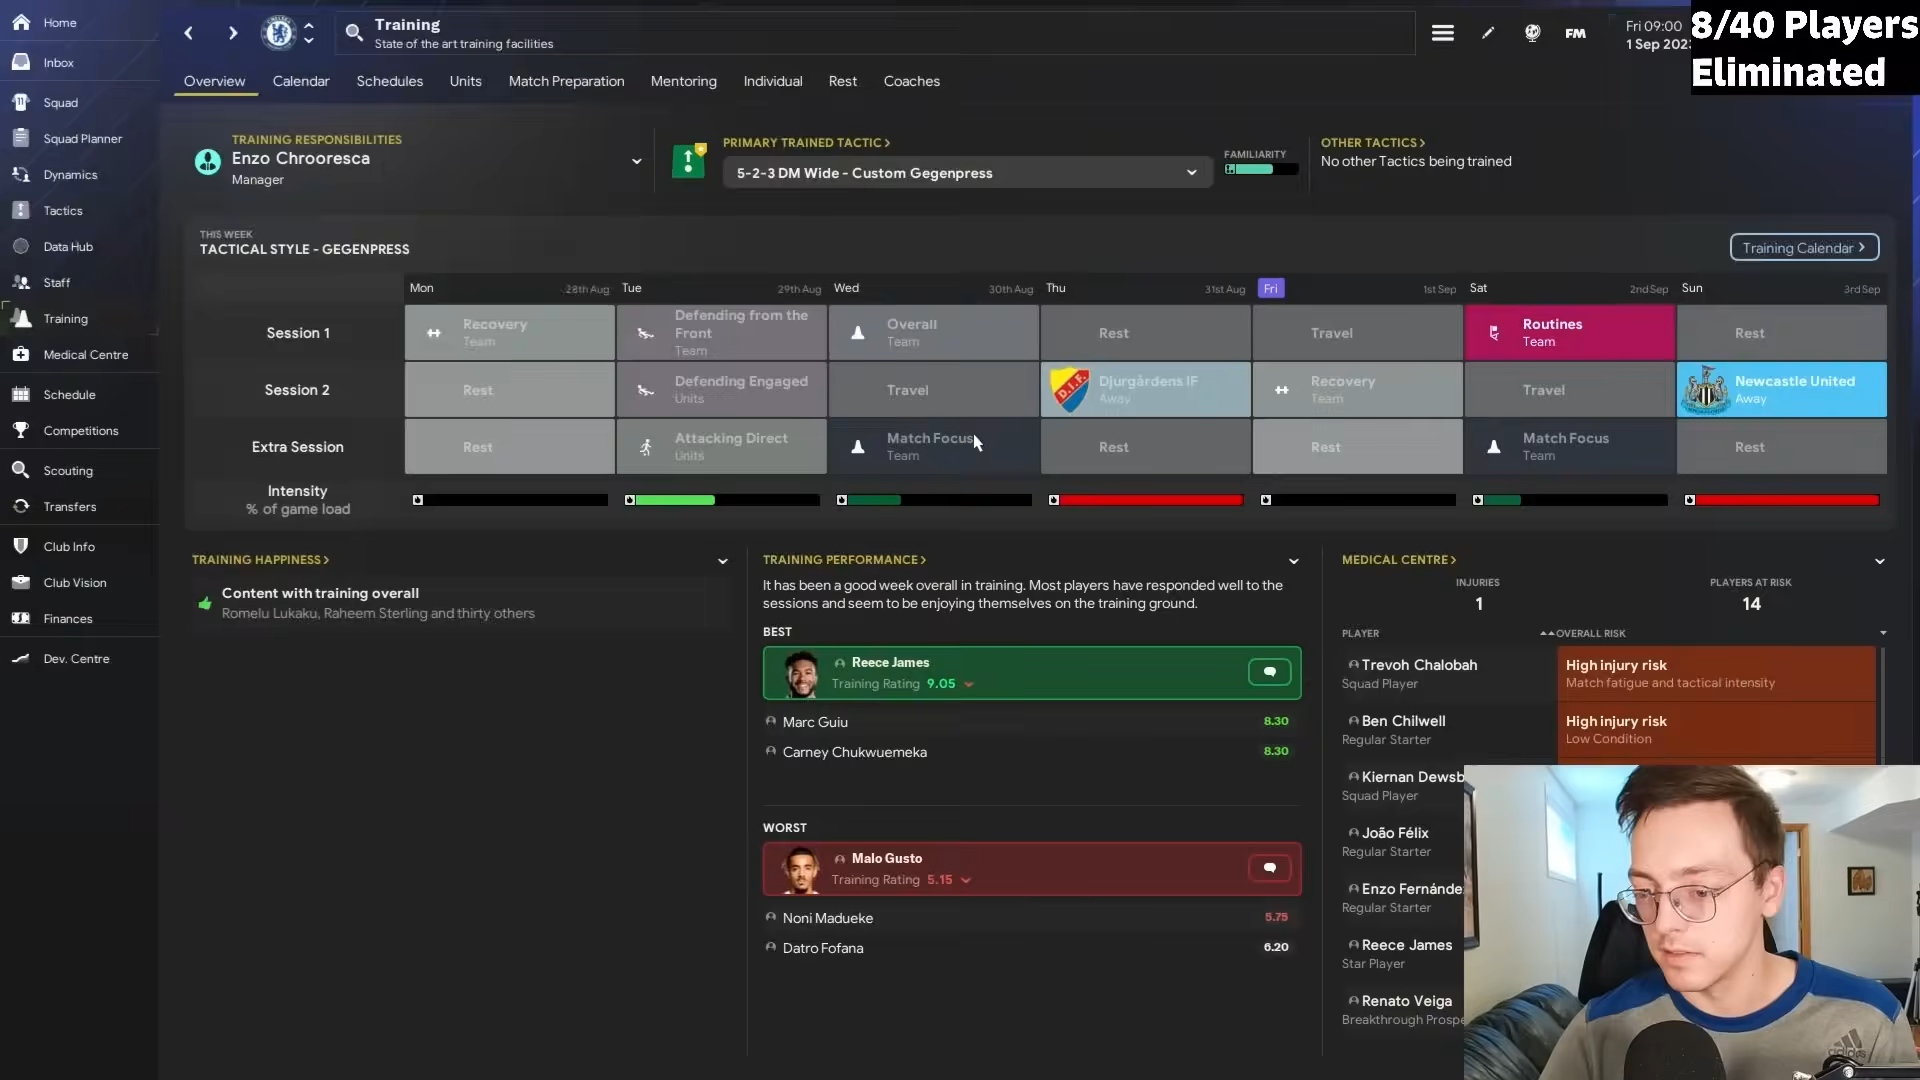 Home
Inbox
Squad
Squad Planner
Dynamics
Tactics
Data Hub
Staff
Training
Medical Centre
Schedule
Competitions
Scouting
Transfers
Club Info
Club Vision
Finances
Dev. Centre
Training
State of the art training facilities
FM
Fri 09:00
1 Sep 202
8/40 Players
Eliminated
Overview Calendar Schedules Units Match Preparation Mentoring Individual Rest Coaches
TRAINING RESPONSIBILITIES
Enzo Chrooresca
Manager
PRIMARY TRAINED TACTIC >
5-2-3 DM Wide - Custom Gegenpress
FAMILIARITY
OTHER TACTICS >
No other Tactics being trained
THIS WEEK
TACTICAL STYLE - GEGENPRESS
Training Calendar >
Mon 28th Aug Tue 29th Aug Wed 30th Aug Thu 31st Aug Fri 1st Sep Sat 2nd Sep Sun 3rd Sep
Session 1
Recovery
Team
Defending from the
Front
Team
Overall
Team
Rest
Travel
Routines
Team
Rest
Session 2
Rest
Defending Engaged
Units
Travel
D.I.F.
Djurgårdens IF
Away
Recovery
Team
Travel
Newcastle United
Away
Extra Session
Rest
Attacking Direct
Units
Match Focus
Team
Rest
Rest
Match Focus
Team
Rest
Intensity
% of game load
TRAINING HAPPINESS >
Content with training overall
Romelu Lukaku, Raheem Sterling and thirty others
TRAINING PERFORMANCE >
It has been a good week overall in training. Most players have responded well to the
sessions and seem to be enjoying themselves on the training ground.
BEST
Reece James
Training Rating 9.05
Marc Guiu 8.30
Carney Chukwuemeka 8.30
WORST
Malo Gusto
Training Rating 5.15
Noni Madueke 5.75
Datro Fofana 6.20
MEDICAL CENTRE >
INJURIES
1
PLAYERS AT RISK
14
PLAYER OVERALL RISK
Trevoh Chalobah
Squad Player
High injury risk
Match fatigue and tactical intensity
Ben Chilwell
Regular Starter
High injury risk
Low Condition
Kiernan Dewsb
Squad Player
João Félix
Regular Starter
Enzo Fernánde
Regular Starter
Reece James
Star Player
Renato Veiga
Breakthrough Prospe
adidas